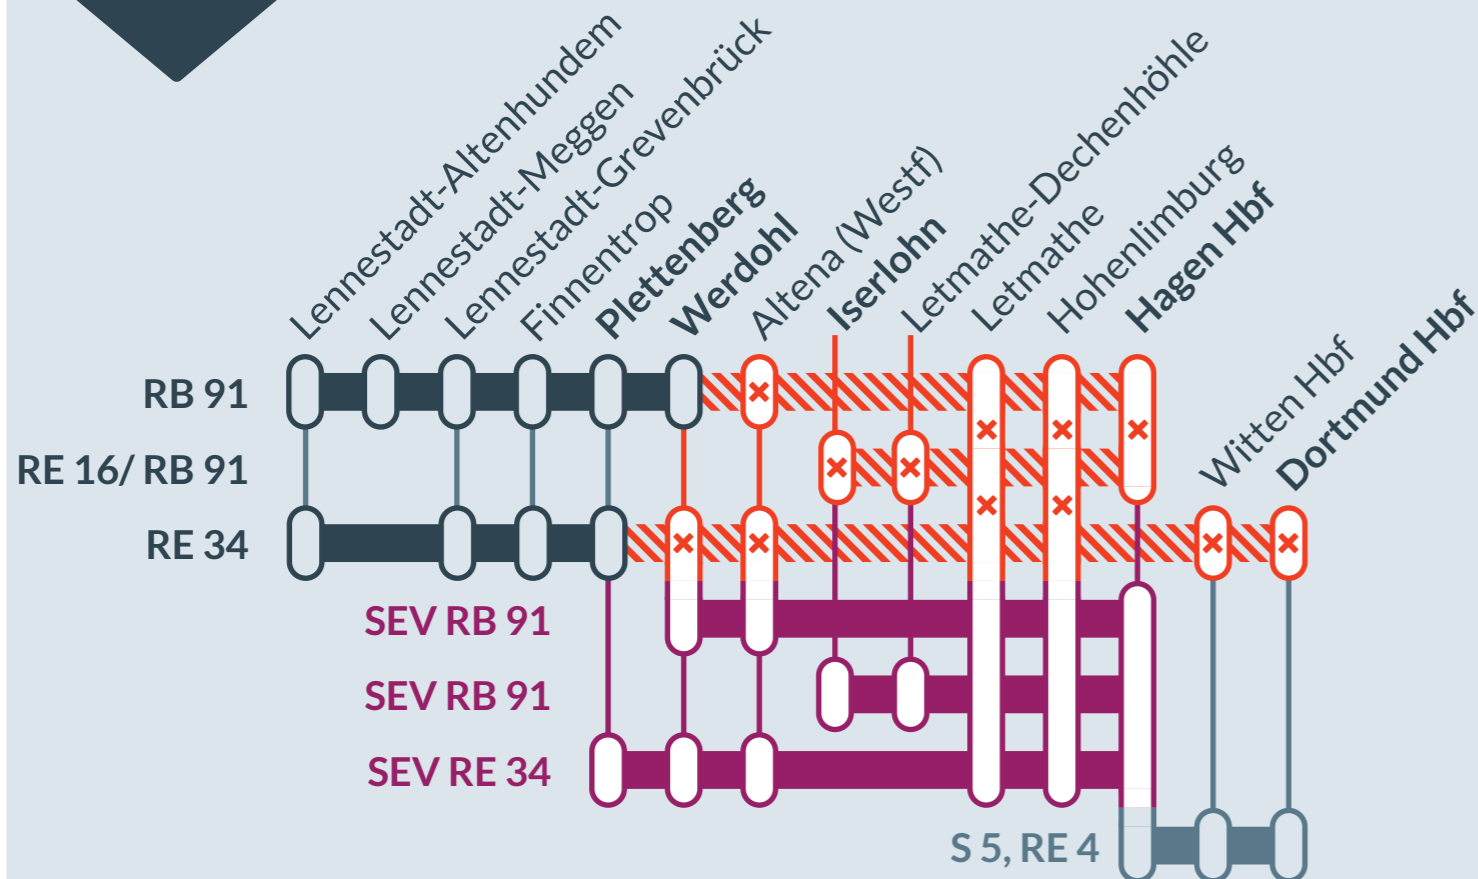 Lennestadt-Altenhundem
Lennestadt-Meggen
Lennestadt-Grevenbrück
Finnentrop
Plettenberg
Werdohl
Altena (Westf)
Iserlohn
Letmathe-Dechenhöhle
Letmathe
Hohenlimburg
Hagen Hbf
Witten Hbf
Dortmund Hbf
RB 91
RE 16/ RB 91
RE 34
SEV RB 91
SEV RB 91
SEV RE 34
S 5, RE 4